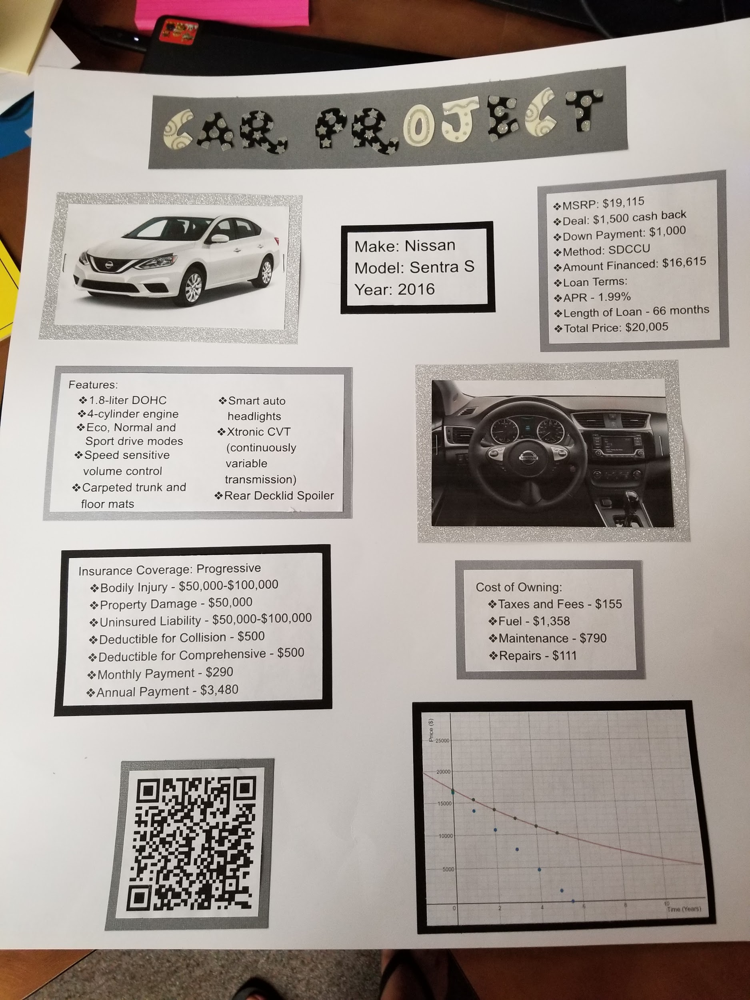 CAR PROJECT
Make: Nissan
Model: Sentra S
Year: 2016
❖MSRP: $19,115
❖Deal: $1,500 cash back
❖Down Payment: $1,000
❖Method: SDCCU
❖Amount Financed: $16,615
❖Loan Terms:
❖APR - 1.99%
❖Length of Loan - 66 months
❖Total Price: $20,005
Features:
❖1.8-liter DOHC
❖4-cylinder engine
❖Eco, Normal and
Sport drive modes
❖Speed sensitive
volume control
❖Carpeted trunk and
floor mats
❖Smart auto
headlights
❖Xtronic CVT
(continuously
variable
transmission)
❖Rear Decklid Spoiler
Insurance Coverage: Progressive
❖Bodily Injury - $50,000-$100,000
❖Property Damage - $50,000
❖Uninsured Liability - $50,000-$100,000
❖Deductible for Collision - $500
❖Deductible for Comprehensive - $500
❖Monthly Payment - $290
❖Annual Payment - $3,480
Cost of Owning:
❖Taxes and Fees - $155
❖Fuel - $1,358
❖Maintenance - $790
❖Repairs - $111
Price ($)
25000
20000
15000
10000
5000
0 2 4 6 8 10
Time (Years)